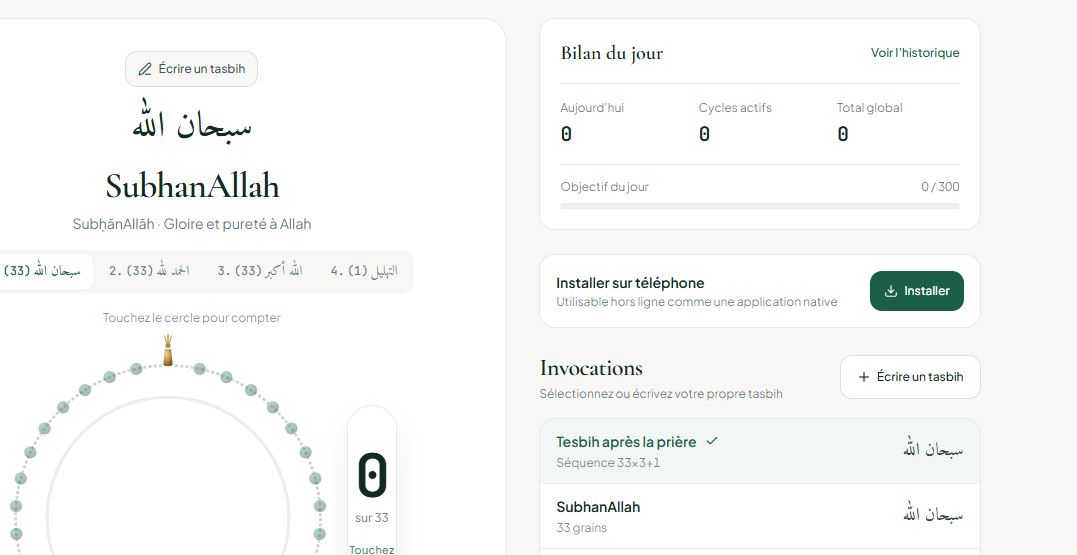 Écrire un tasbih
سبحان الله
SubhanAllah
SubḥānAllāh · Gloire et pureté à Allah
سبحان الله (33)
2. الحمد لله (33)
3. الله أكبر (33)
4. التهليل (1)
Touchez le cercle pour compter
0
sur 33
Touchez
Bilan du jour
Voir l’historique
Aujourd’hui
Cycles actifs
Total global
0
0
0
Objectif du jour
0 / 300
Installer sur téléphone
Utilisable hors ligne comme une application native
Installer
Invocations
Sélectionnez ou écrivez votre propre tasbih
Écrire un tasbih
Tesbih après la prière
Séquence 33×3+1
سبحان الله
SubhanAllah
33 grains
سبحان الله